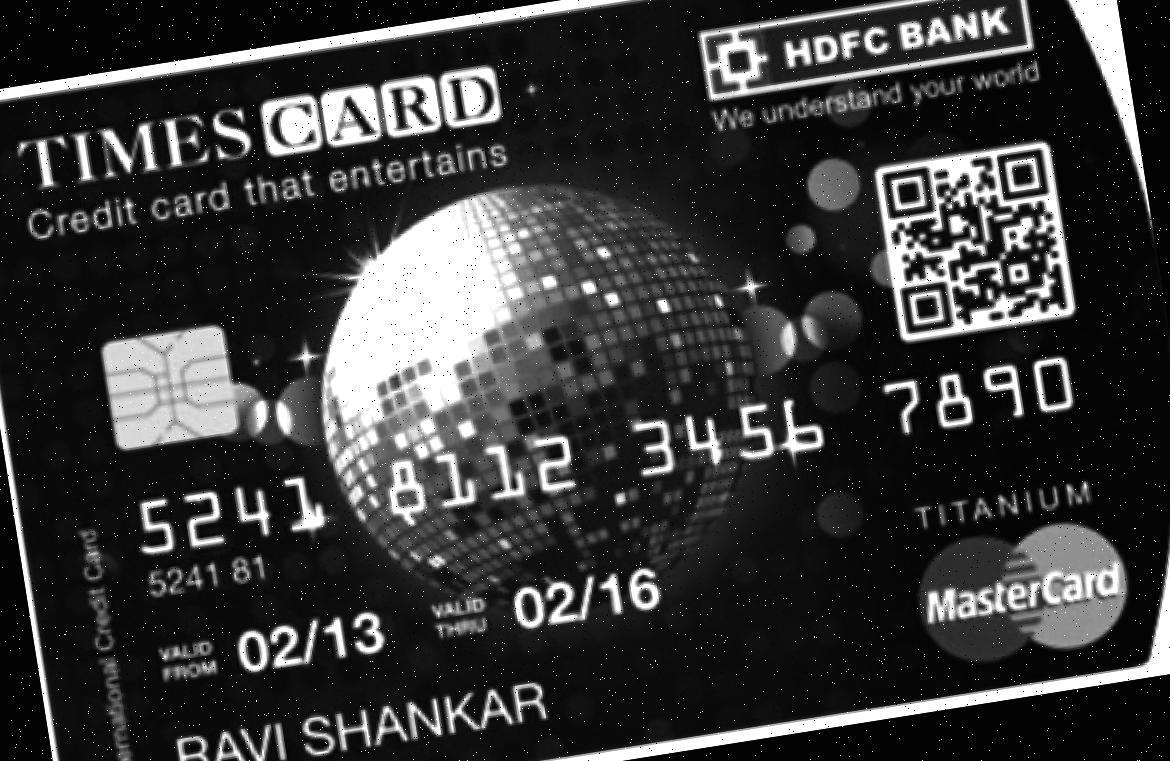 TIMES CARD
Credit card that entertains
HDFC BANK
We understand your world
5241 8112 3456 7890
5241 81
VALID FROM 02/13
VALID THRU 02/16
RAVI SHANKAR
TITANIUM
MasterCard
Credit Card